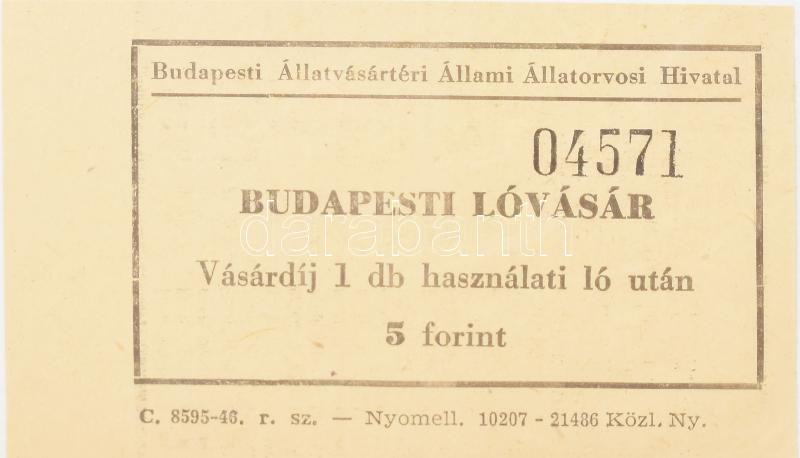 Budapesti Állatvásártéri Állami Állatorvosi Hivatal
04571
BUDAPESTI LÓVÁSÁR
darabanth
Vásárdíj 1 db használati ló után
5 forint
C. 8595-46. r. sz. — Nyomell. 10207 - 21486 Közl. Ny.